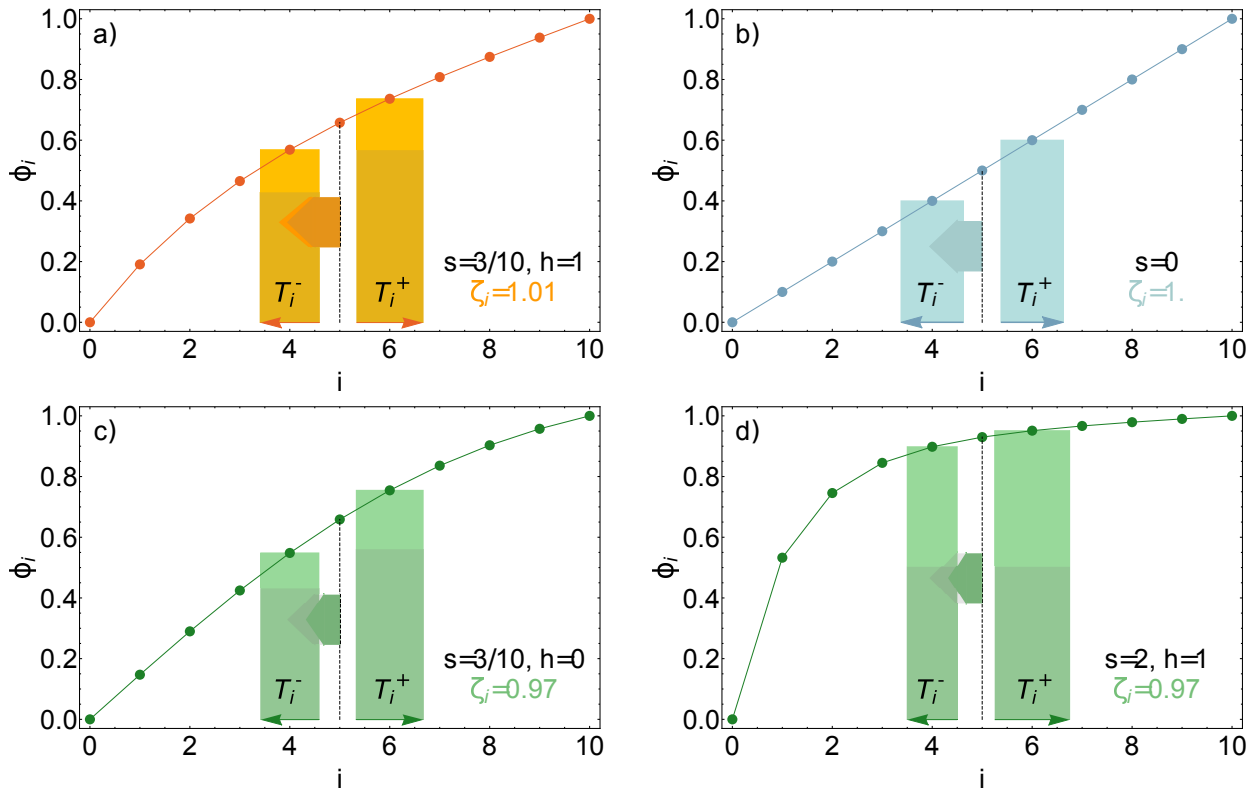 a)
1.0
0.8
0.6
0.4
0.2
0.0
ϕi
Ti-
Ti+
s=3/10, h=1
ζi=1.01
0 2 4 6 8 10
i
b)
1.0
0.8
0.6
0.4
0.2
0.0
ϕi
Ti-
Ti+
s=0
ζi=1.
0 2 4 6 8 10
i
c)
1.0
0.8
0.6
0.4
0.2
0.0
ϕi
Ti-
Ti+
s=3/10, h=0
ζi=0.97
0 2 4 6 8 10
i
d)
1.0
0.8
0.6
0.4
0.2
0.0
ϕi
Ti-
Ti+
s=2, h=1
ζi=0.97
0 2 4 6 8 10
i